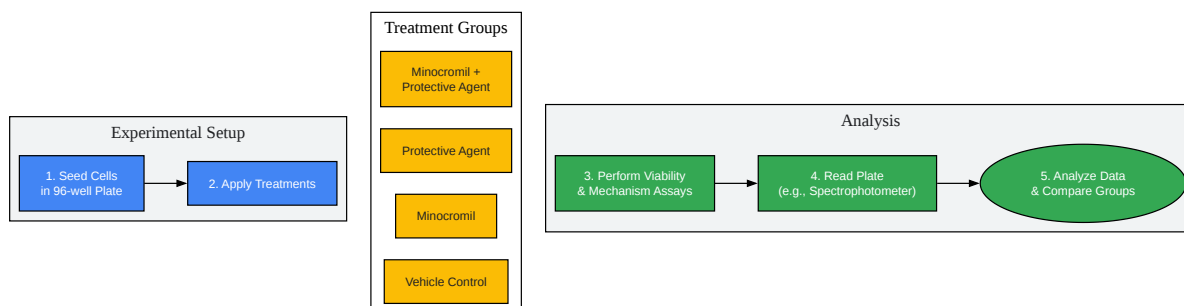 Experimental Setup
1. Seed Cells
in 96-well Plate
2. Apply Treatments
Treatment Groups
Minocromil +
Protective Agent
Protective Agent
Minocromil
Vehicle Control
Analysis
3. Perform Viability
& Mechanism Assays
4. Read Plate
(e.g., Spectrophotometer)
5. Analyze Data
& Compare Groups